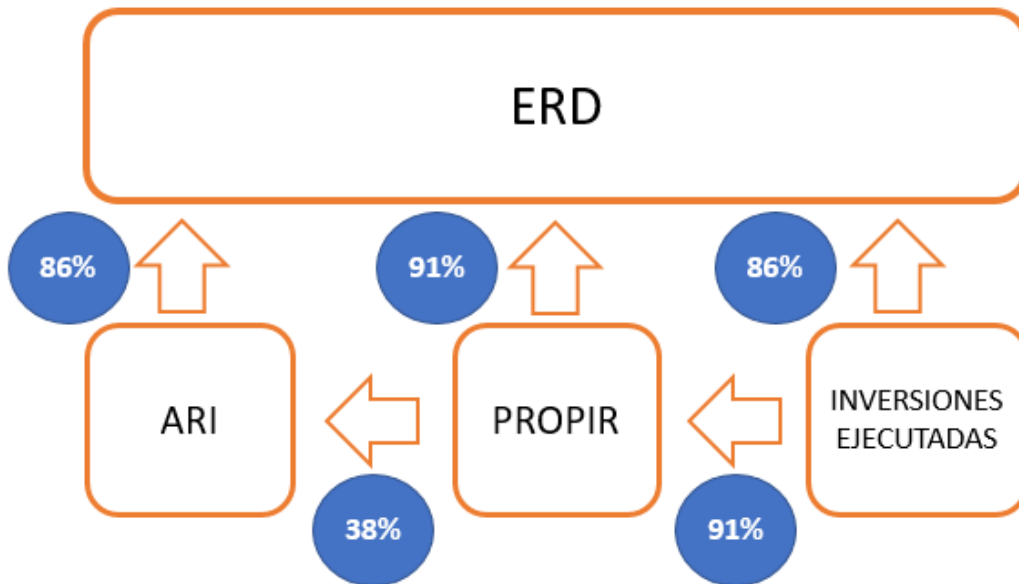 ERD
86%
91%
86%
ARI
PROPIR
INVERSIONES
EJECUTADAS
38%
91%